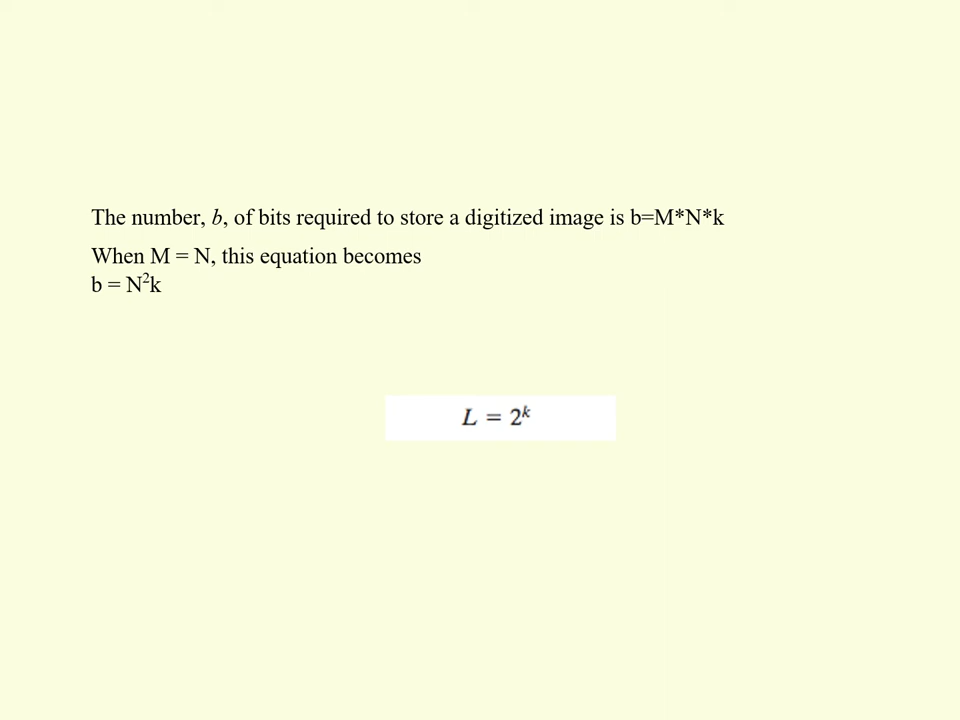 The number, b, of bits required to store a digitized image is b=M*N*k
When M = N, this equation becomes
b = N²k
L = 2ᵏ